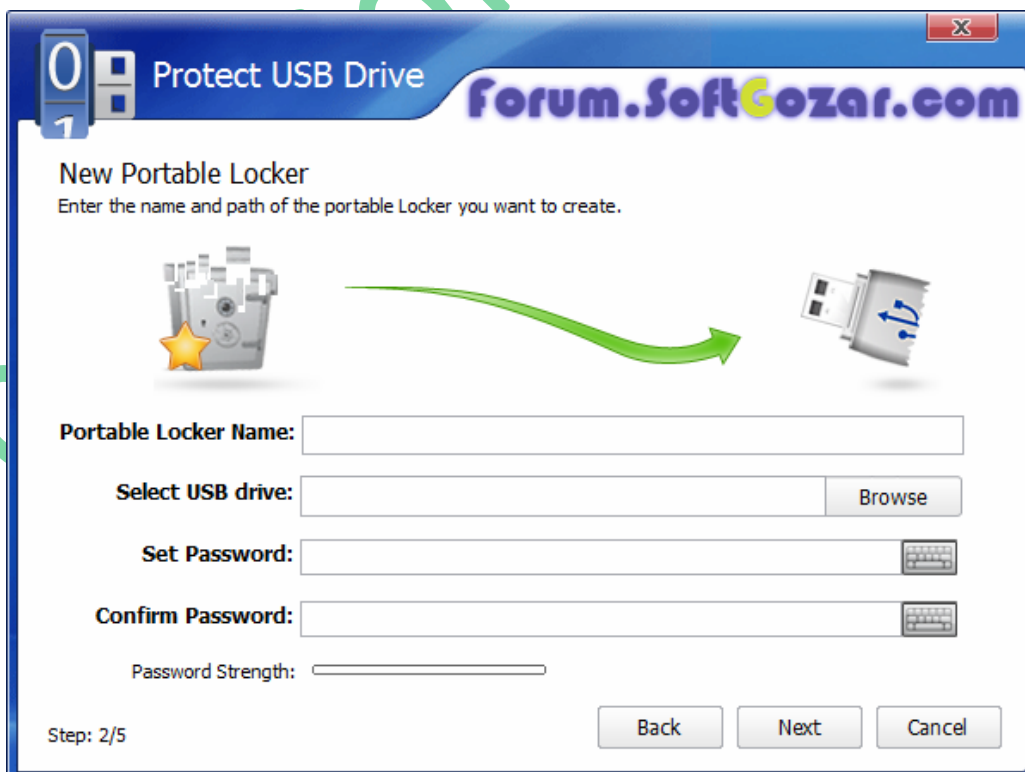 X
0
1
Protect USB Drive
Forum.SoftGozar.com
New Portable Locker
Enter the name and path of the portable Locker you want to create.
Portable Locker Name:
Select USB drive:
Browse
Set Password:
Confirm Password:
Password Strength:
Step: 2/5
Back
Next
Cancel